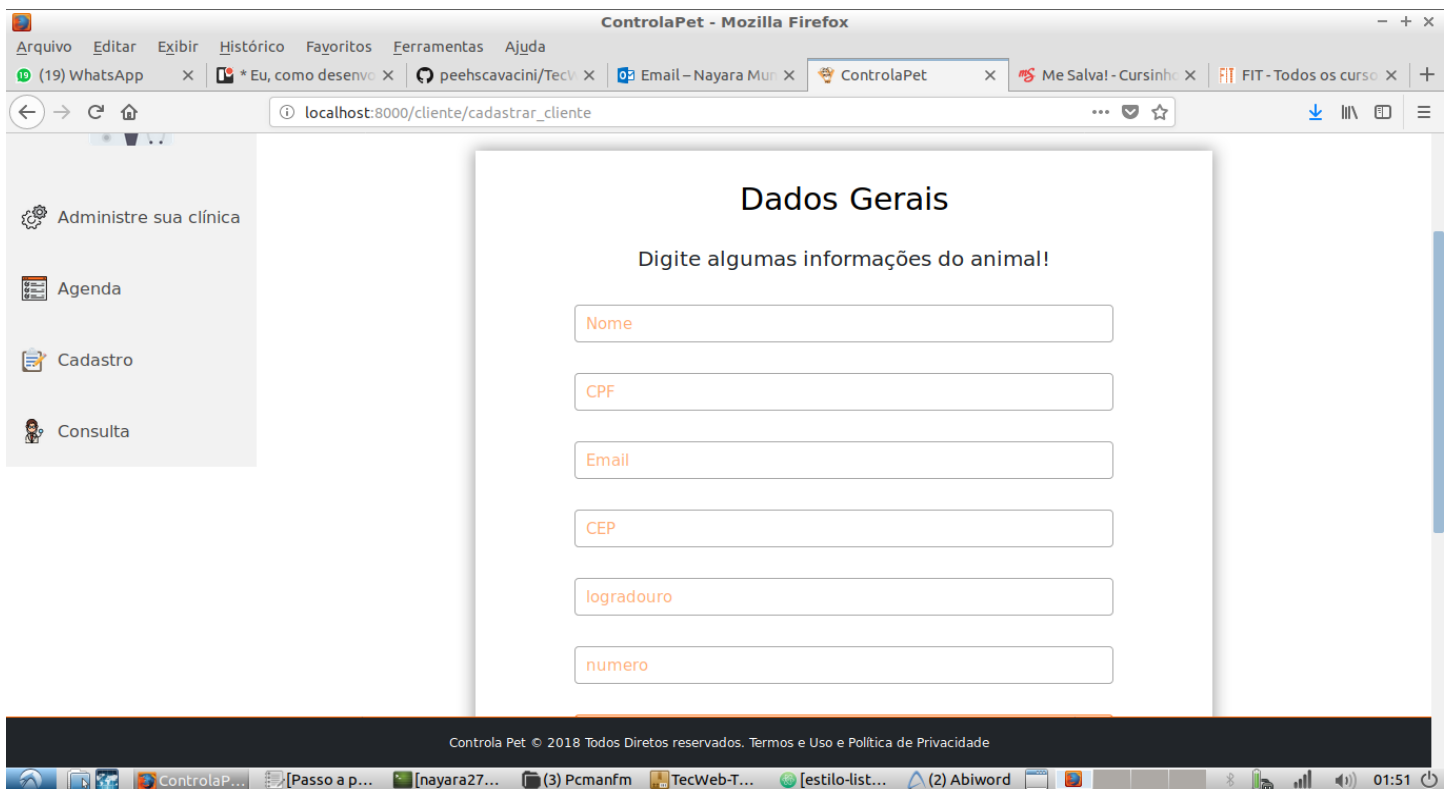 ControlaPet - Mozilla Firefox
Arquivo Editar Exibir Histórico Favoritos Ferramentas Ajuda
(19) WhatsApp
* Eu, como desenvo
peehscavacini/TecW
Email – Nayara Mun
ControlaPet
Me Salva! - Cursinho
FIT - Todos os curso
localhost:8000/cliente/cadastrar_cliente
Administre sua clínica
Agenda
Cadastro
Consulta
Dados Gerais
Digite algumas informações do animal!
Nome
CPF
Email
CEP
logradouro
numero
Controla Pet © 2018 Todos Diretos reservados. Termos e Uso e Política de Privacidade
ControlaP... [Passo a p... [nayara27... (3) Pcmanfm TecWeb-T... [estilo-list... (2) Abiword 01:51